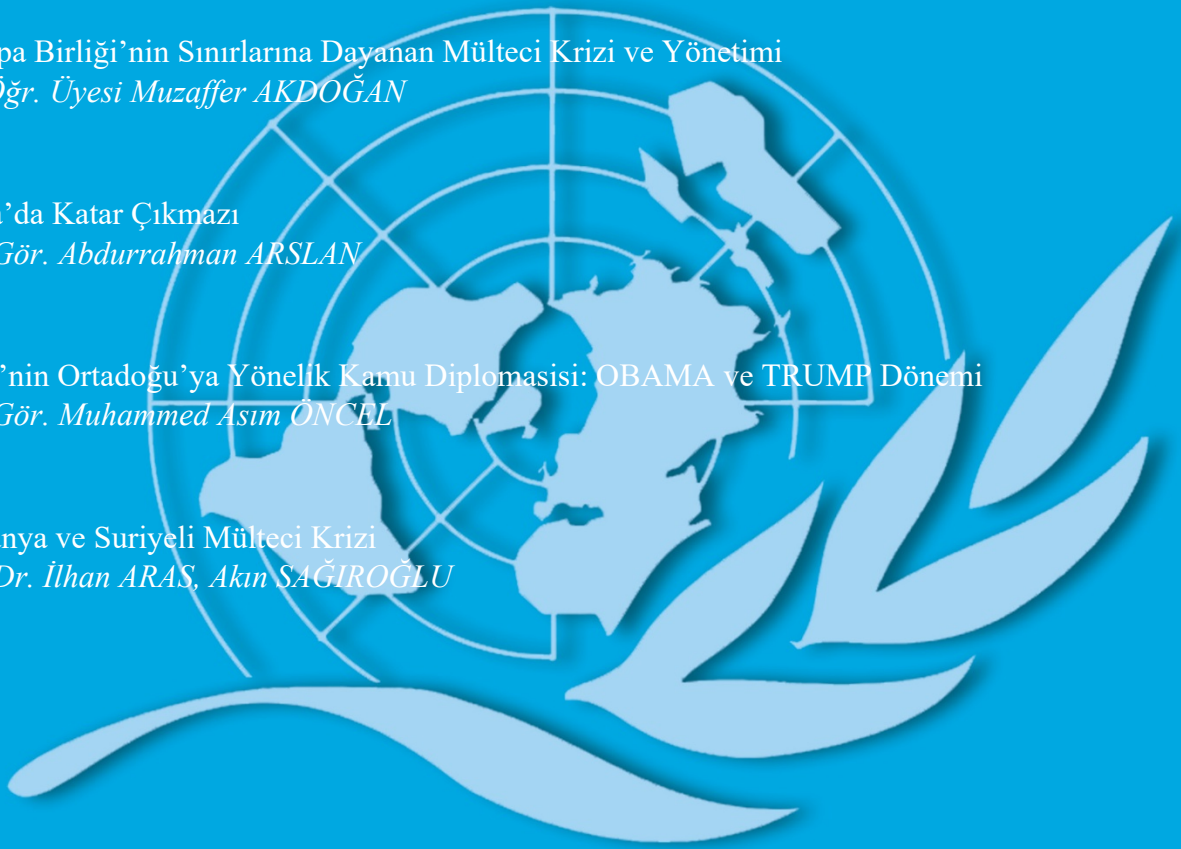 pa Birliği’nin Sınırlarına Dayanan Mülteci Krizi ve Yönetimi
Öğr. Üyesi Muzaffer AKDOĞAN
a’da Katar Çıkmazı
Gör. Abdurrahman ARSLAN
’nin Ortadoğu’ya Yönelik Kamu Diplomasisi: OBAMA ve TRUMP Dönemi
Gör. Muhammed Asım ÖNCEL
nya ve Suriyeli Mülteci Krizi
Dr. İlhan ARAS, Akın SAĞIROĞLU